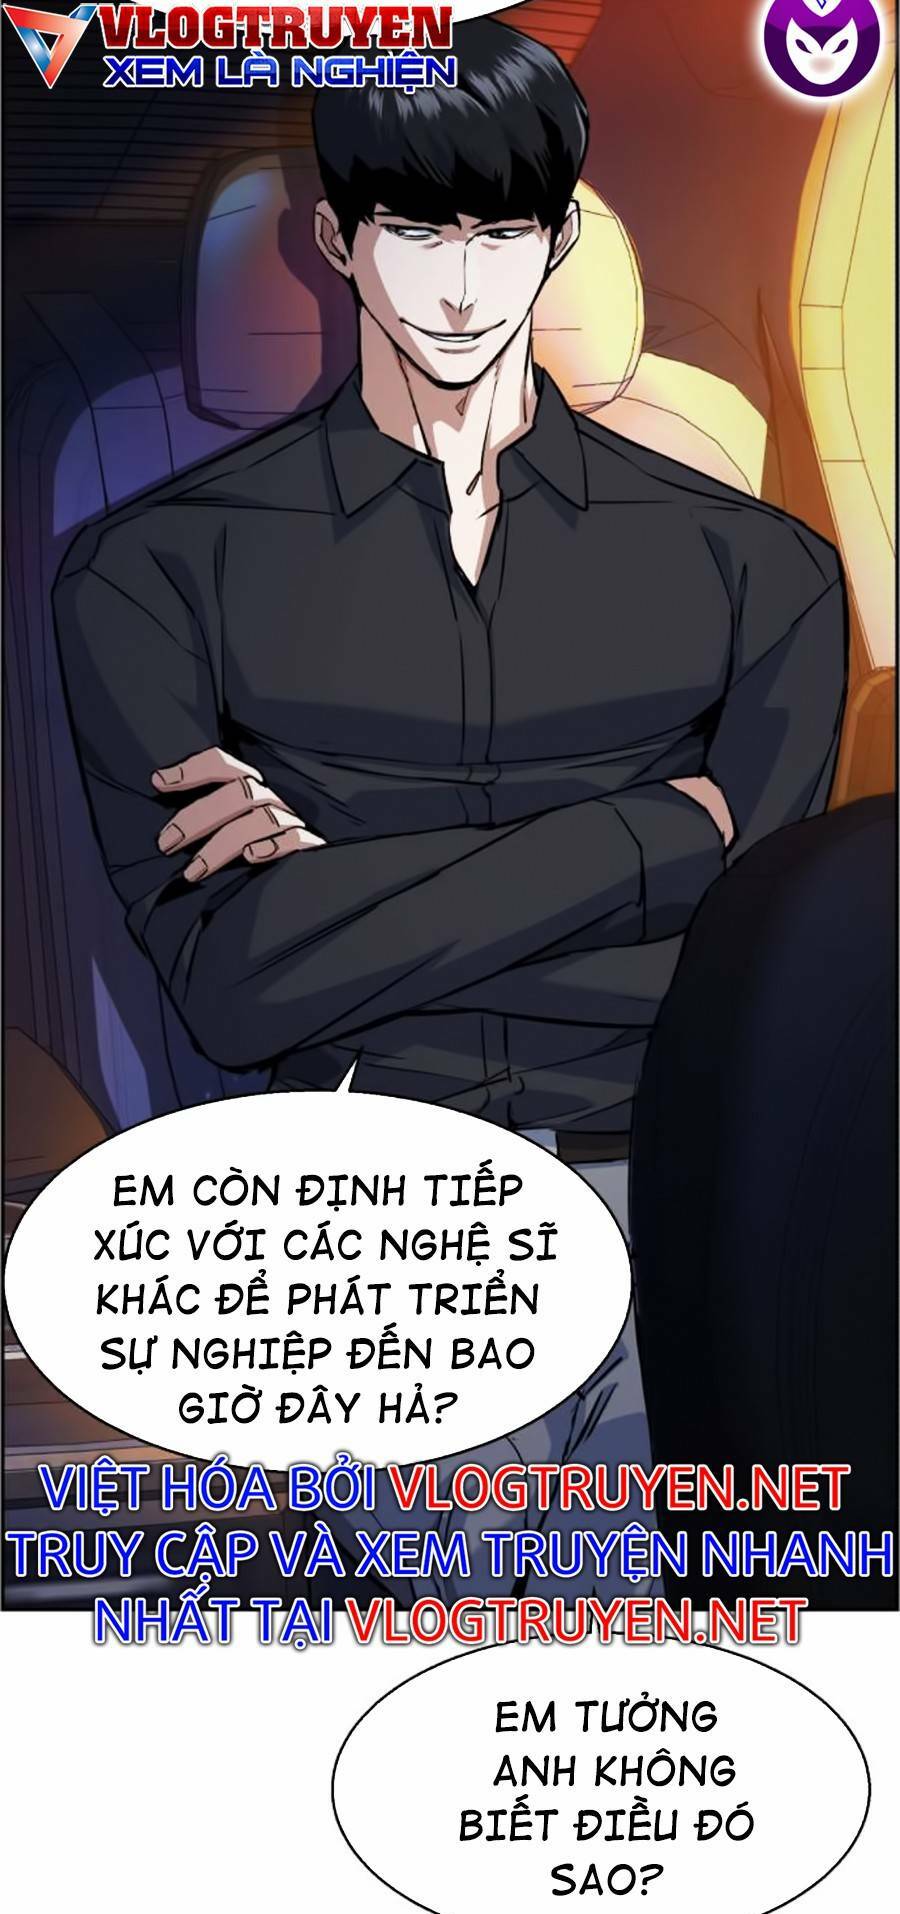 VLOGTRUYEN
XEM LÀ NGHIỆN
EM CÒN ĐỊNH TIẾP
XÚC VỚI CÁC NGHỆ SĨ
KHÁC ĐỂ PHÁT TRIỂN
SỰ NGHIỆP ĐẾN BAO
GIỜ ĐÂY HẢ?
VIỆT HÓA BỞI VLOGTRUYEN.NET
TRUY CẬP VÀ XEM TRUYỆN NHANH
NHẤT TẠI VLOGTRUYEN.NET
EM TƯỞNG
ANH KHÔNG
BIẾT ĐIỀU ĐÓ
SAO?